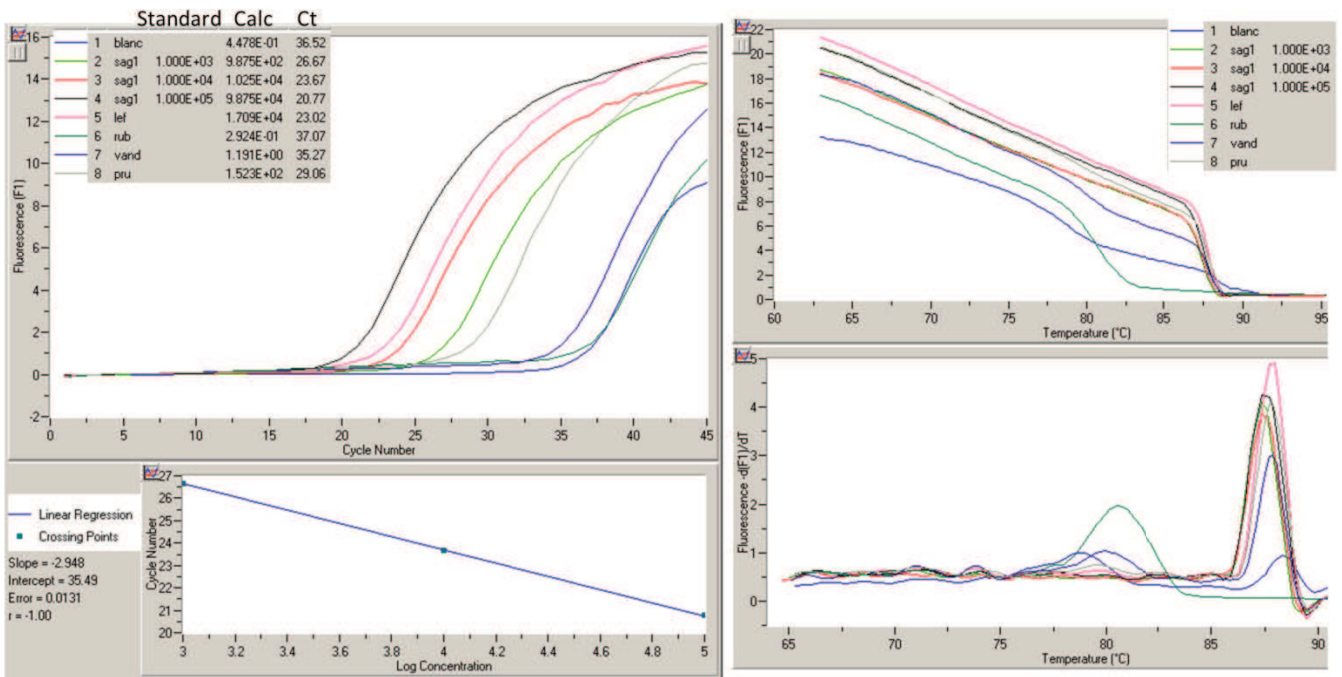 Standard Calc Ct
1 blanc 4.478E-01 36.52
2 sag1 1.000E+03 9.875E+02 26.67
3 sag1 1.000E+04 1.025E+04 23.67
4 sag1 1.000E+05 9.875E+04 20.77
5 lef 1.709E+04 23.02
6 rub 2.924E-01 37.07
7 vand 1.191E+00 35.27
8 pru 1.523E+02 29.06
Fluorescence (F1)
16
14
12
10
8
6
4
2
0
-2
0 5 10 15 20 25 30 35 40 45
Cycle Number
Linear Regression
Crossing Points
Slope = -2.948
Intercept = 35.49
Error = 0.0131
r = -1.00
Cycle Number
27
26
25
24
23
22
21
20
3 3.2 3.4 3.6 3.8 4 4.2 4.4 4.6 4.8 5
Log Concentration
1 blanc
2 sag1 1.000E+03
3 sag1 1.000E+04
4 sag1 1.000E+05
5 lef
6 rub
7 vand
8 pru
Fluorescence (F1)
22
20
18
16
14
12
10
8
6
4
2
0
60 65 70 75 80 85 90 95
Temperature (°C)
Fluorescence -d(F1)/dT
5
4
3
2
1
0
65 70 75 80 85 90
Temperature (°C)